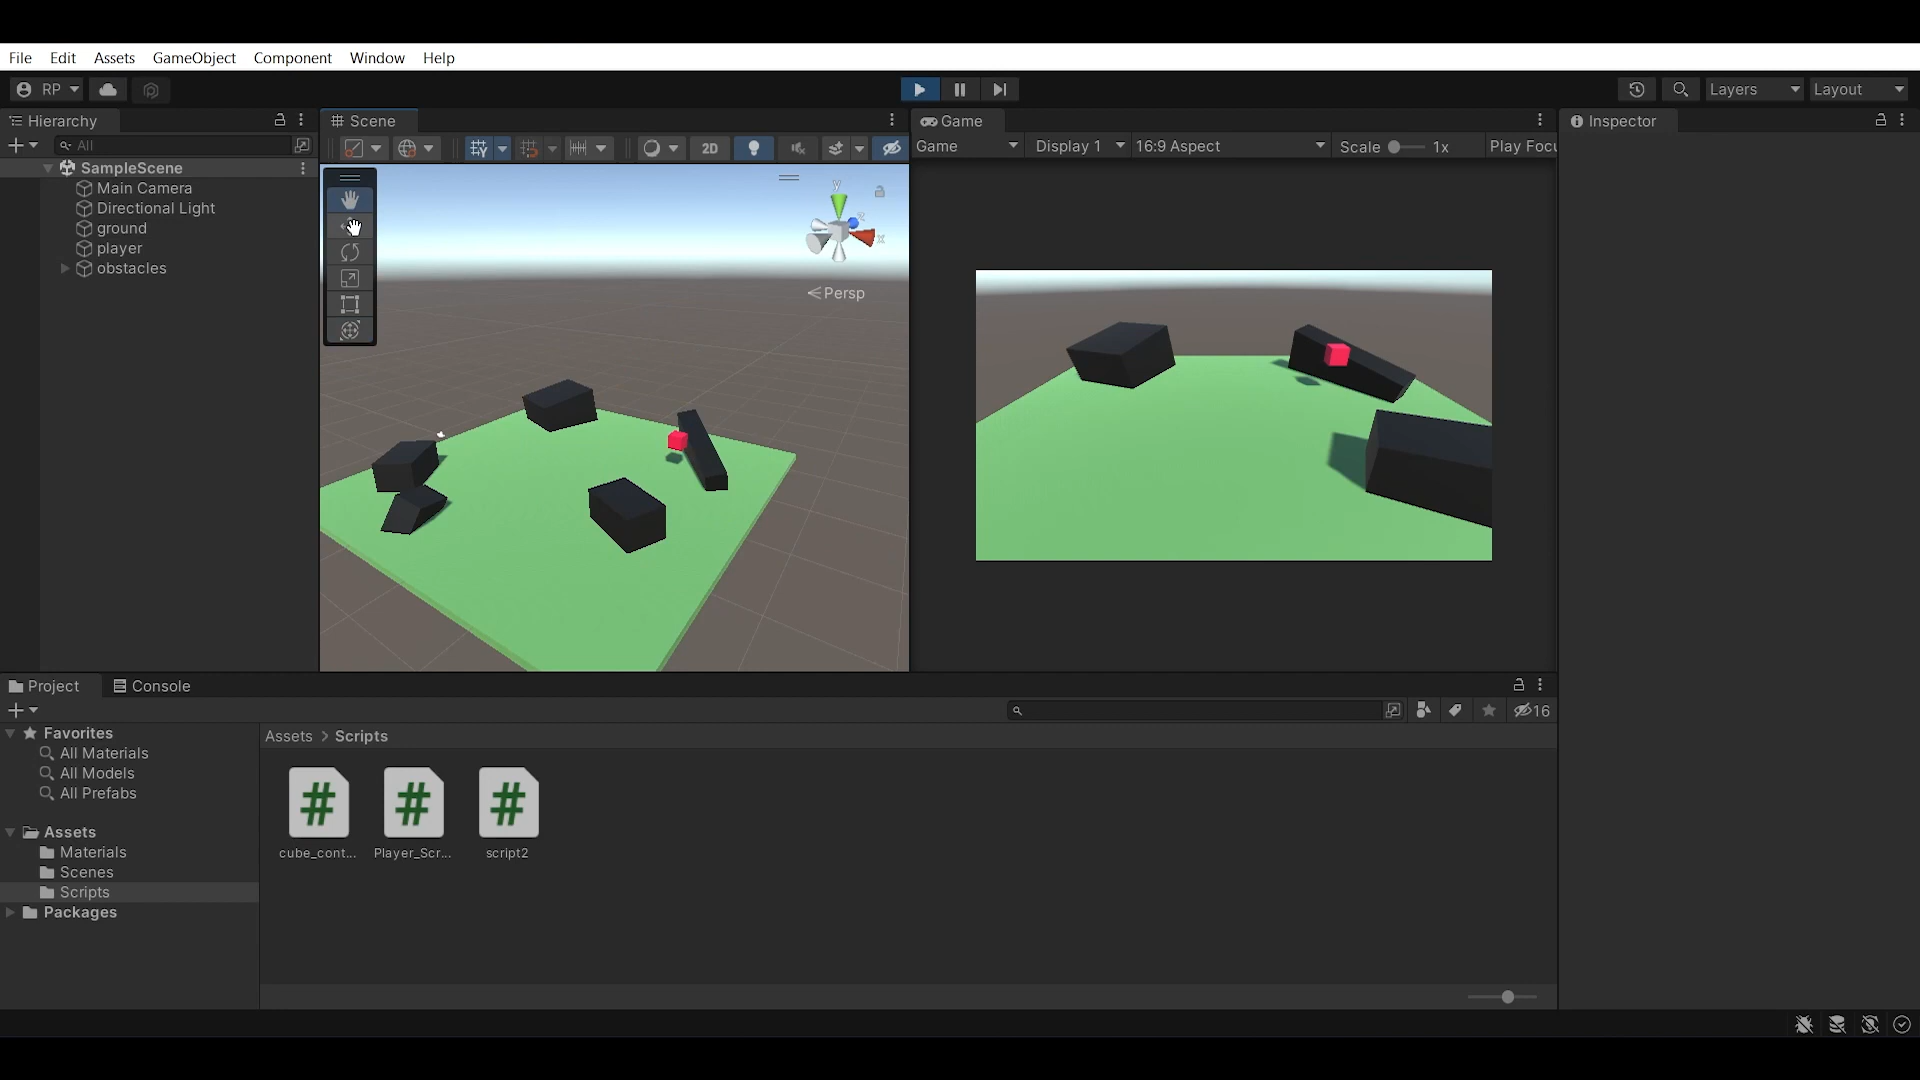 File Edit Assets GameObject Component Window Help
RP Layers Layout
Hierarchy Scene Game Inspector
All Game Display 1 16:9 Aspect Scale 1x Play Focu
2D
SampleScene
Main Camera
Directional Light
ground
player
obstacles
y
z
x
Persp
Project Console
16
Favorites
All Materials
All Models
All Prefabs
Assets
Materials
Scenes
Scripts
Packages
Assets > Scripts
# # #
cube_cont... Player_Scr... script2